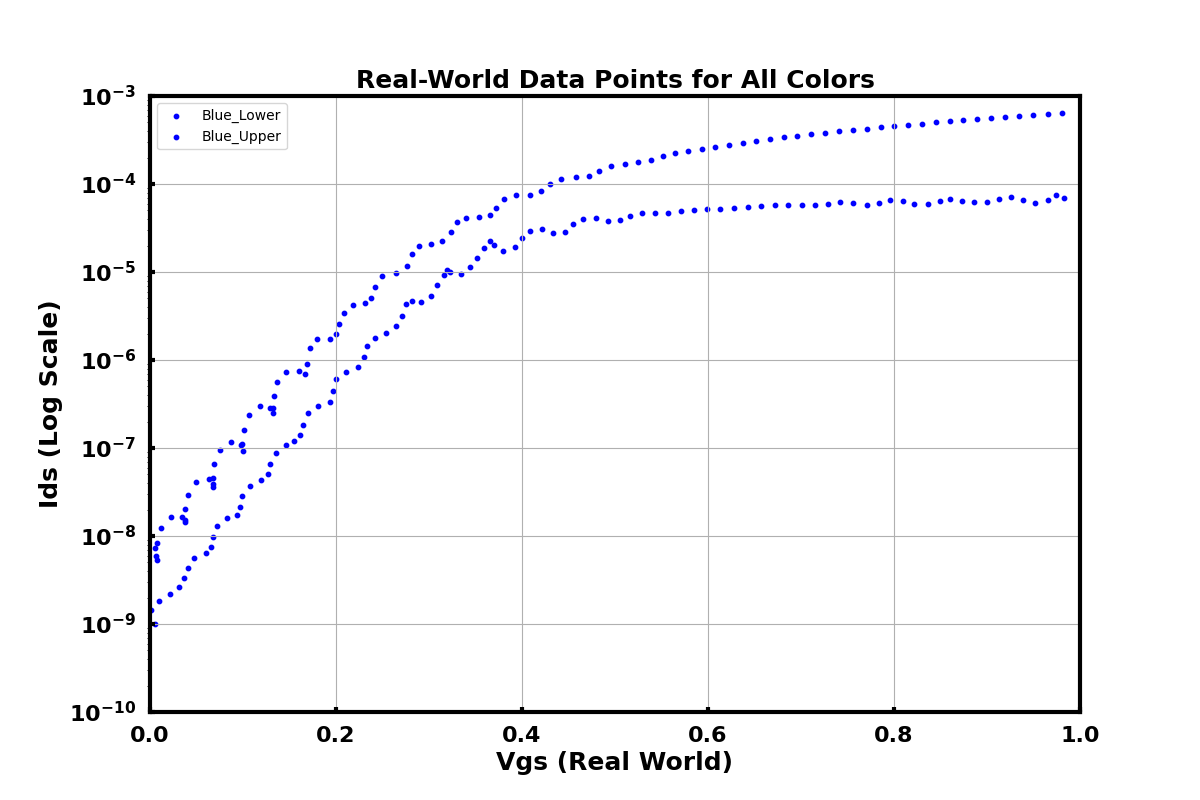 Real-World Data Points for All Colors
10⁻³
Blue_Lower
Blue_Upper
10⁻⁴
10⁻⁵
10⁻⁶
10⁻⁷
10⁻⁸
10⁻⁹
10⁻¹⁰
Ids (Log Scale)
0.0 0.2 0.4 0.6 0.8 1.0
Vgs (Real World)